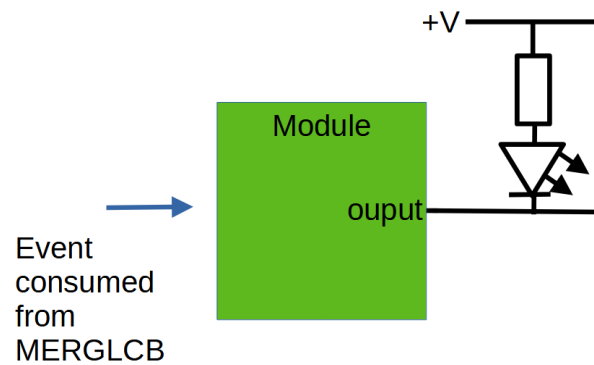 +V
Module
ouput
Event
consumed
from
MERGLCB